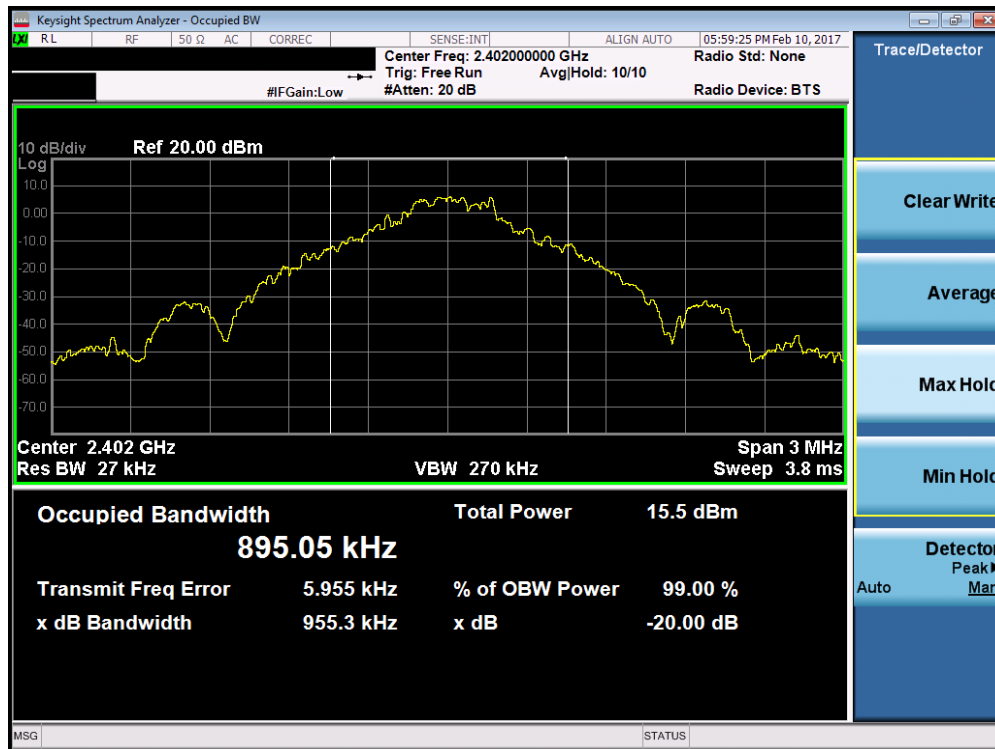 Keysight Spectrum Analyzer - Occupied BW
LXI RL RF 50 Ω AC CORREC SENSE:INT ALIGN AUTO 05:59:25 PM Feb 10, 2017
Center Freq: 2.402000000 GHz Radio Std: None
Trig: Free Run Avg|Hold: 10/10
#IFGain:Low #Atten: 20 dB Radio Device: BTS
10 dB/div Ref 20.00 dBm
Log
10.0
0.00
-10.0
-20.0
-30.0
-40.0
-50.0
-60.0
-70.0
Center 2.402 GHz Span 3 MHz
Res BW 27 kHz VBW 270 kHz Sweep 3.8 ms
Occupied Bandwidth Total Power 15.5 dBm
895.05 kHz
Transmit Freq Error 5.955 kHz % of OBW Power 99.00 %
x dB Bandwidth 955.3 kHz x dB -20.00 dB
MSG STATUS
Trace/Detector
Clear Write
Average
Max Hold
Min Hold
Detector
Peak
Auto Man